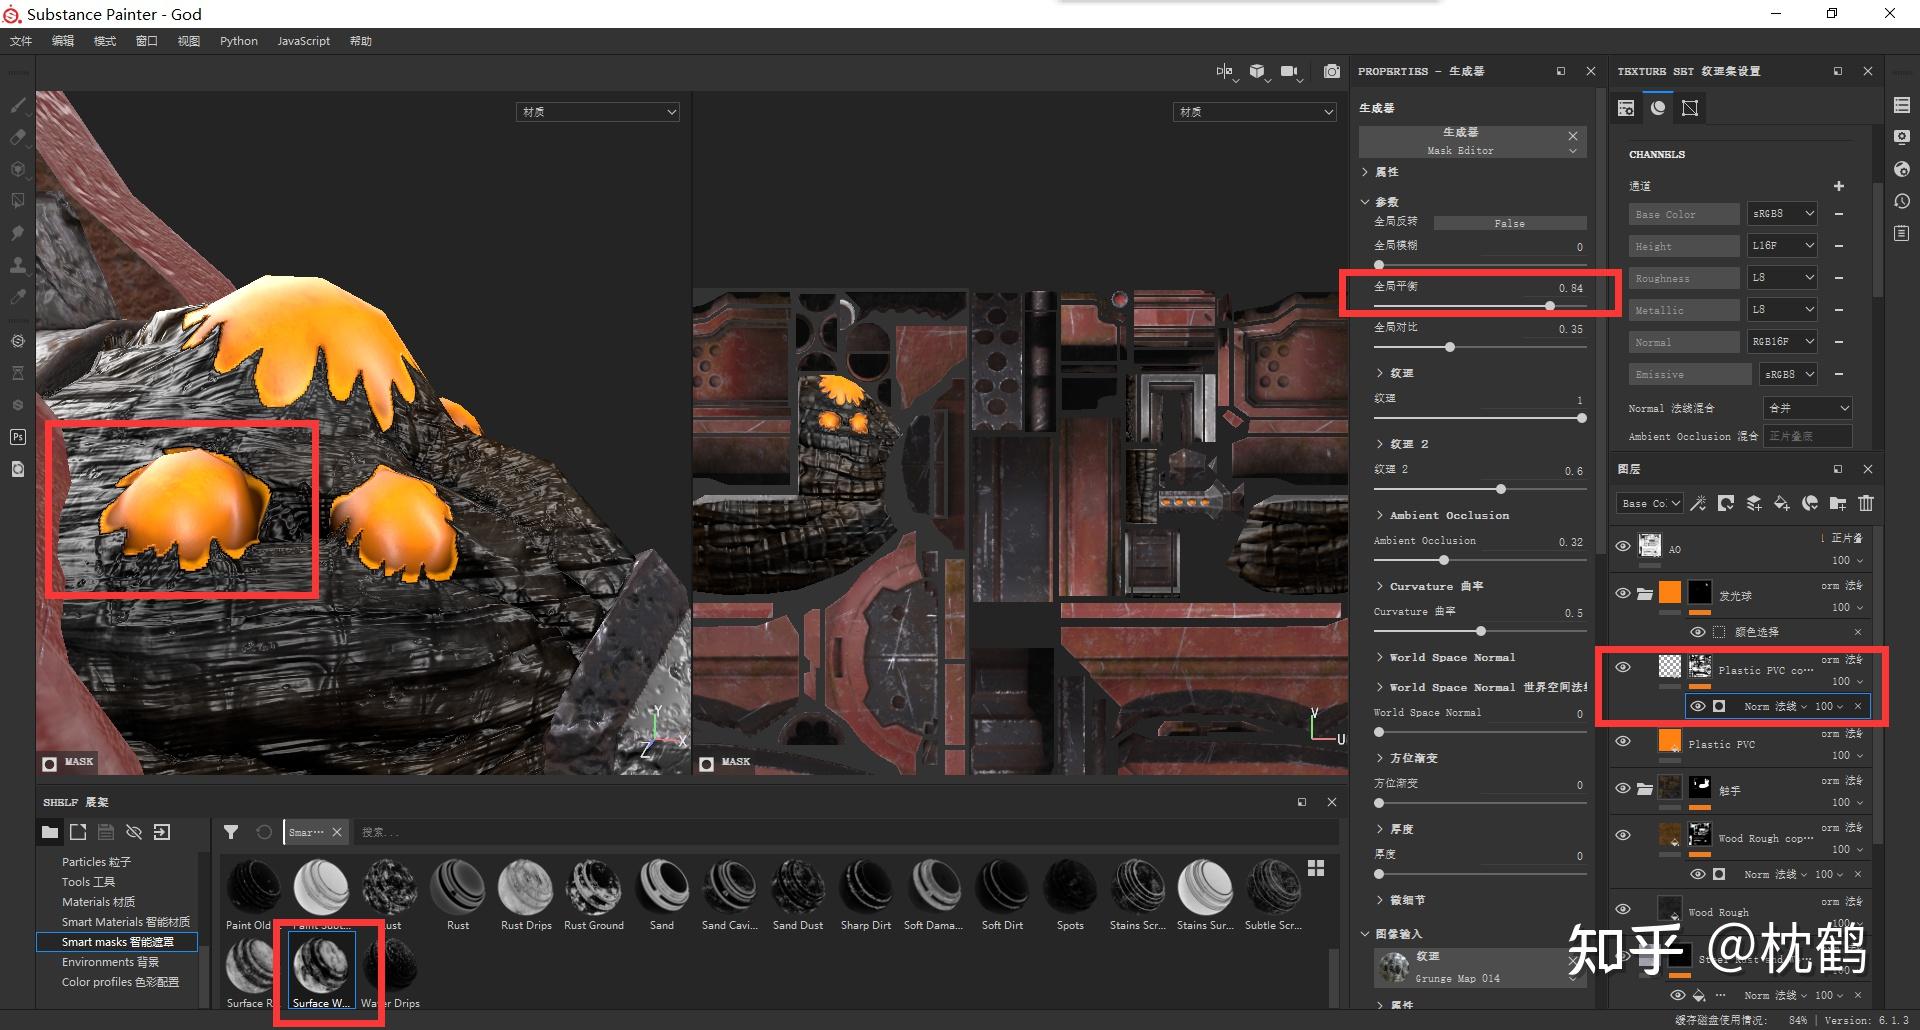 Substance Painter - God
文件 编辑 模式 窗口 视图 Python JavaScript 帮助
材质
材质
MASK
MASK
PROPERTIES - 生成器
生成器
生成器
Mask Editor
属性
参数
全局反转 False
全局模糊 0
全局平衡 0.84
全局对比 0.35
纹理
纹理 1
纹理 2
纹理 2 0.6
Ambient Occlusion
Ambient Occlusion 0.32
Curvature 曲率
Curvature 曲率 0.5
World Space Normal
World Space Normal 世界空间法线
World Space Normal 0
方位渐变
方位渐变 0
厚度
厚度 0
微细节
图像输入
纹理
Grunge Map 014
属性
TEXTURE SET 纹理集设置
CHANNELS
通道
Base Color sRGB8
Height L16F
Roughness L8
Metallic L8
Normal RGB16F
Emissive sRGB8
Normal 法线混合 合并
Ambient Occlusion 混合 正片叠底
图层
Base Co
AO 正片叠 100
发光球 orm 法线 100
颜色选择
Plastic PVC co··· orm 法线 100
Norm 法线 100
Plastic PVC orm 法线 100
触手 orm 法线 100
Wood Rough cop··· orm 法线 100
Norm 法线 100
Wood Rough orm 法线 100
Norm 法线 100
知乎 @枕鹤
SHELF 展架
Smar··· 搜索...
Particles 粒子
Tools 工具
Materials 材质
Smart Materials 智能材质
Smart masks 智能遮罩
Environments 背景
Color profiles 色彩配置
Paint Old Paint Subt... ust Rust Rust Drips Rust Ground Sand Sand Cavi... Sand Dust Sharp Dirt Soft Dama... Soft Dirt Spots Stains Scr... Stains Sur... Subtle Scr...
Surface R Surface W... Water Drips
缓存磁盘使用情况: 84% | Version: 6.1.3
Ps
Y
X
Z
V
U